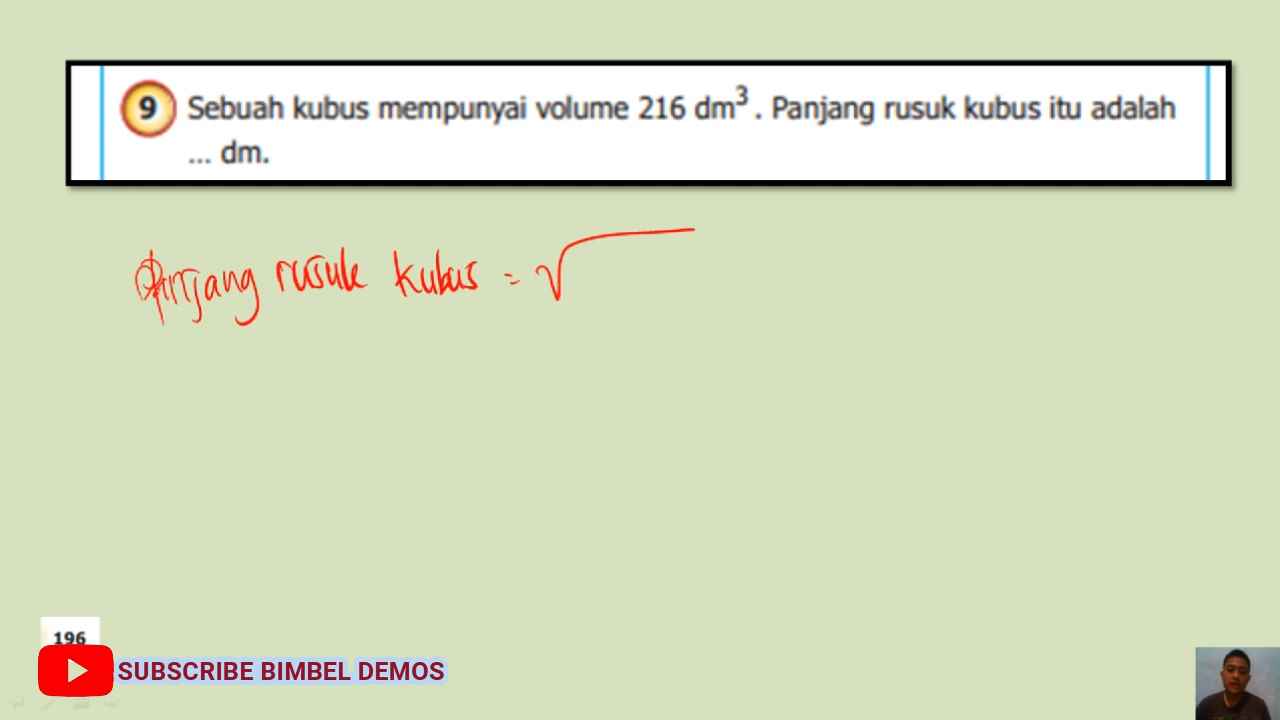 9 Sebuah kubus mempunyai volume 216 dm³ . Panjang rusuk kubus itu adalah
... dm.
Panjang rusuk kubus = √
196
SUBSCRIBE BIMBEL DEMOS